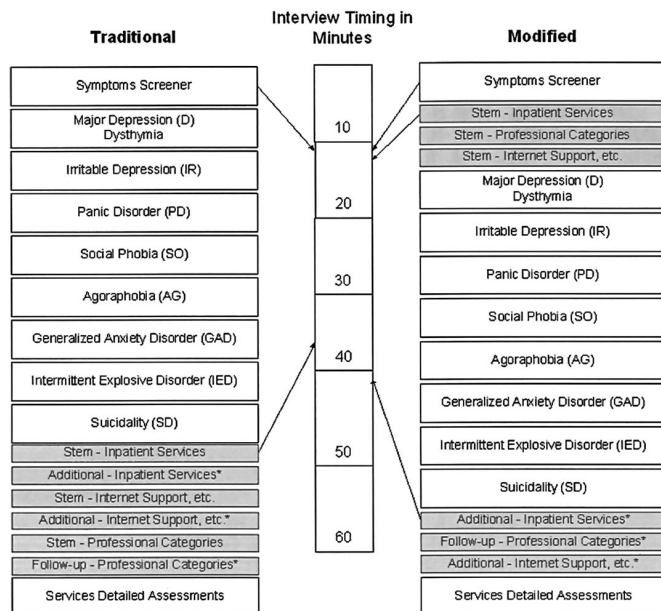 Interview Timing in
Minutes
Traditional
Modified
Symptoms Screener
Major Depression (D)
Dysthymia
Irritable Depression (IR)
Panic Disorder (PD)
Social Phobia (SO)
Agoraphobia (AG)
Generalized Anxiety Disorder (GAD)
Intermittent Explosive Disorder (IED)
Suicidality (SD)
Stem - Inpatient Services
Additional - Inpatient Services*
Stem - Internet Support, etc.
Additional - Internet Support, etc.*
Stem - Professional Categories
Follow-up - Professional Categories*
Services Detailed Assessments
10
20
30
40
50
60
Symptoms Screener
Stem - Inpatient Services
Stem - Professional Categories
Stem - Internet Support, etc.
Major Depression (D)
Dysthymia
Irritable Depression (IR)
Panic Disorder (PD)
Social Phobia (SO)
Agoraphobia (AG)
Generalized Anxiety Disorder (GAD)
Intermittent Explosive Disorder (IED)
Suicidality (SD)
Additional - Inpatient Services*
Follow-up - Professional Categories*
Additional - Internet Support, etc.*
Services Detailed Assessments